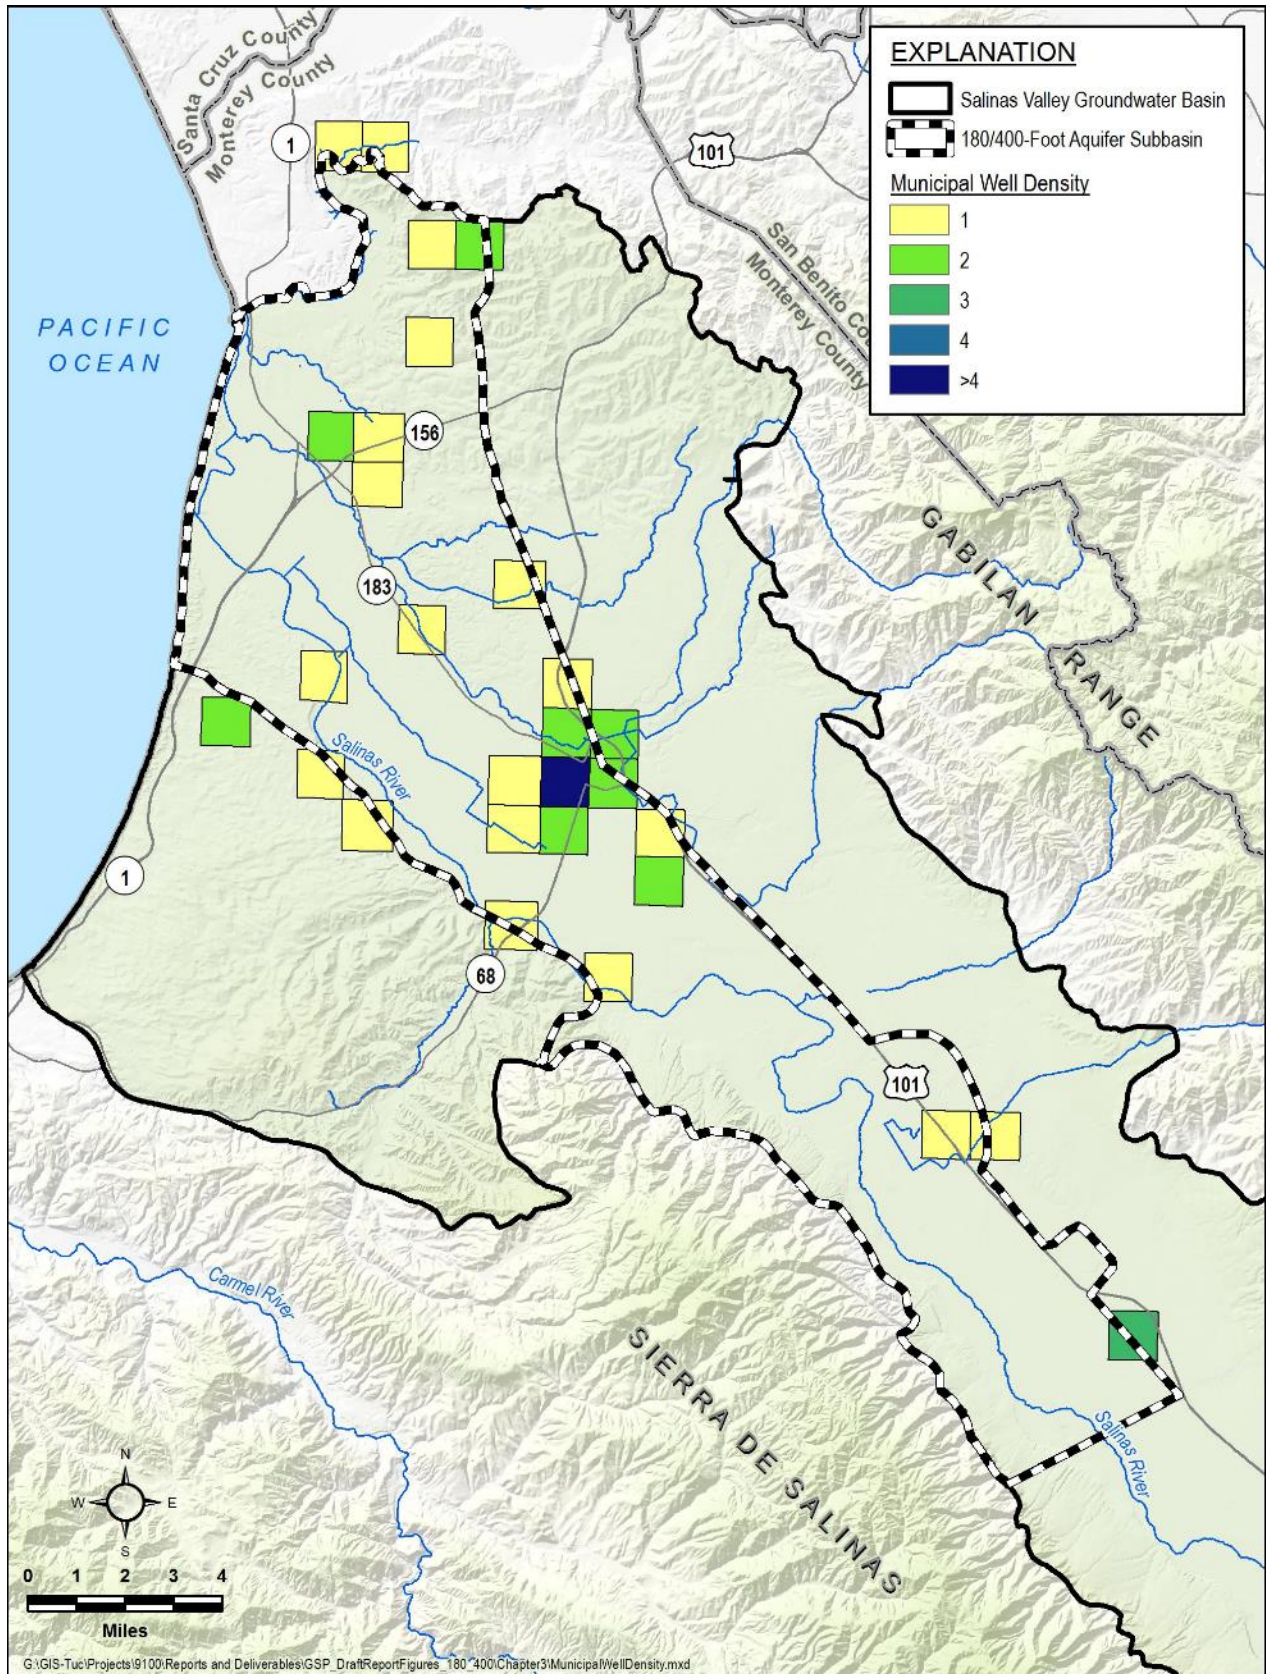 Santa Cruz County
Monterey County
1
101
EXPLANATION
Salinas Valley Groundwater Basin
180/400-Foot Aquifer Subbasin
Municipal Well Density
1
2
3
4
>4
San Benito Cou
Monterey County
PACIFIC
OCEAN
156
GABILAN
RANGE
183
Salinas River
1
68
101
Carmel River
SIERRA DE SALINAS
Salinas River
N
W
E
S
0 1 2 3 4
Miles
G:\GIS-Tuc\Projects\9100\Reports and Deliverables\GSP_DraftReportFigures_180_400\Chapter3\MunicipalWellDensity.mxd